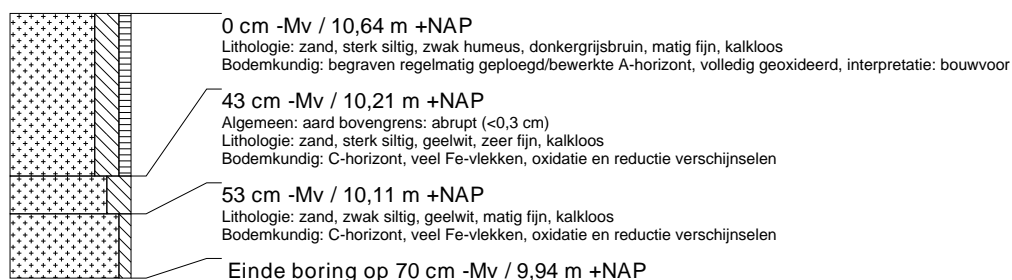 0 cm -Mv / 10,64 m +NAP
Lithologie: zand, sterk siltig, zwak humeus, donkergrijsbruin, matig fijn, kalkloos
Bodemkundig: begraven regelmatig geploegd/bewerkte A-horizont, volledig geoxideerd, interpretatie: bouwvoor
43 cm -Mv / 10,21 m +NAP
Algemeen: aard bovengrens: abrupt (<0,3 cm)
Lithologie: zand, sterk siltig, geelwit, zeer fijn, kalkloos
Bodemkundig: C-horizont, veel Fe-vlekken, oxidatie en reductie verschijnselen
53 cm -Mv / 10,11 m +NAP
Lithologie: zand, zwak siltig, geelwit, matig fijn, kalkloos
Bodemkundig: C-horizont, veel Fe-vlekken, oxidatie en reductie verschijnselen
Einde boring op 70 cm -Mv / 9,94 m +NAP